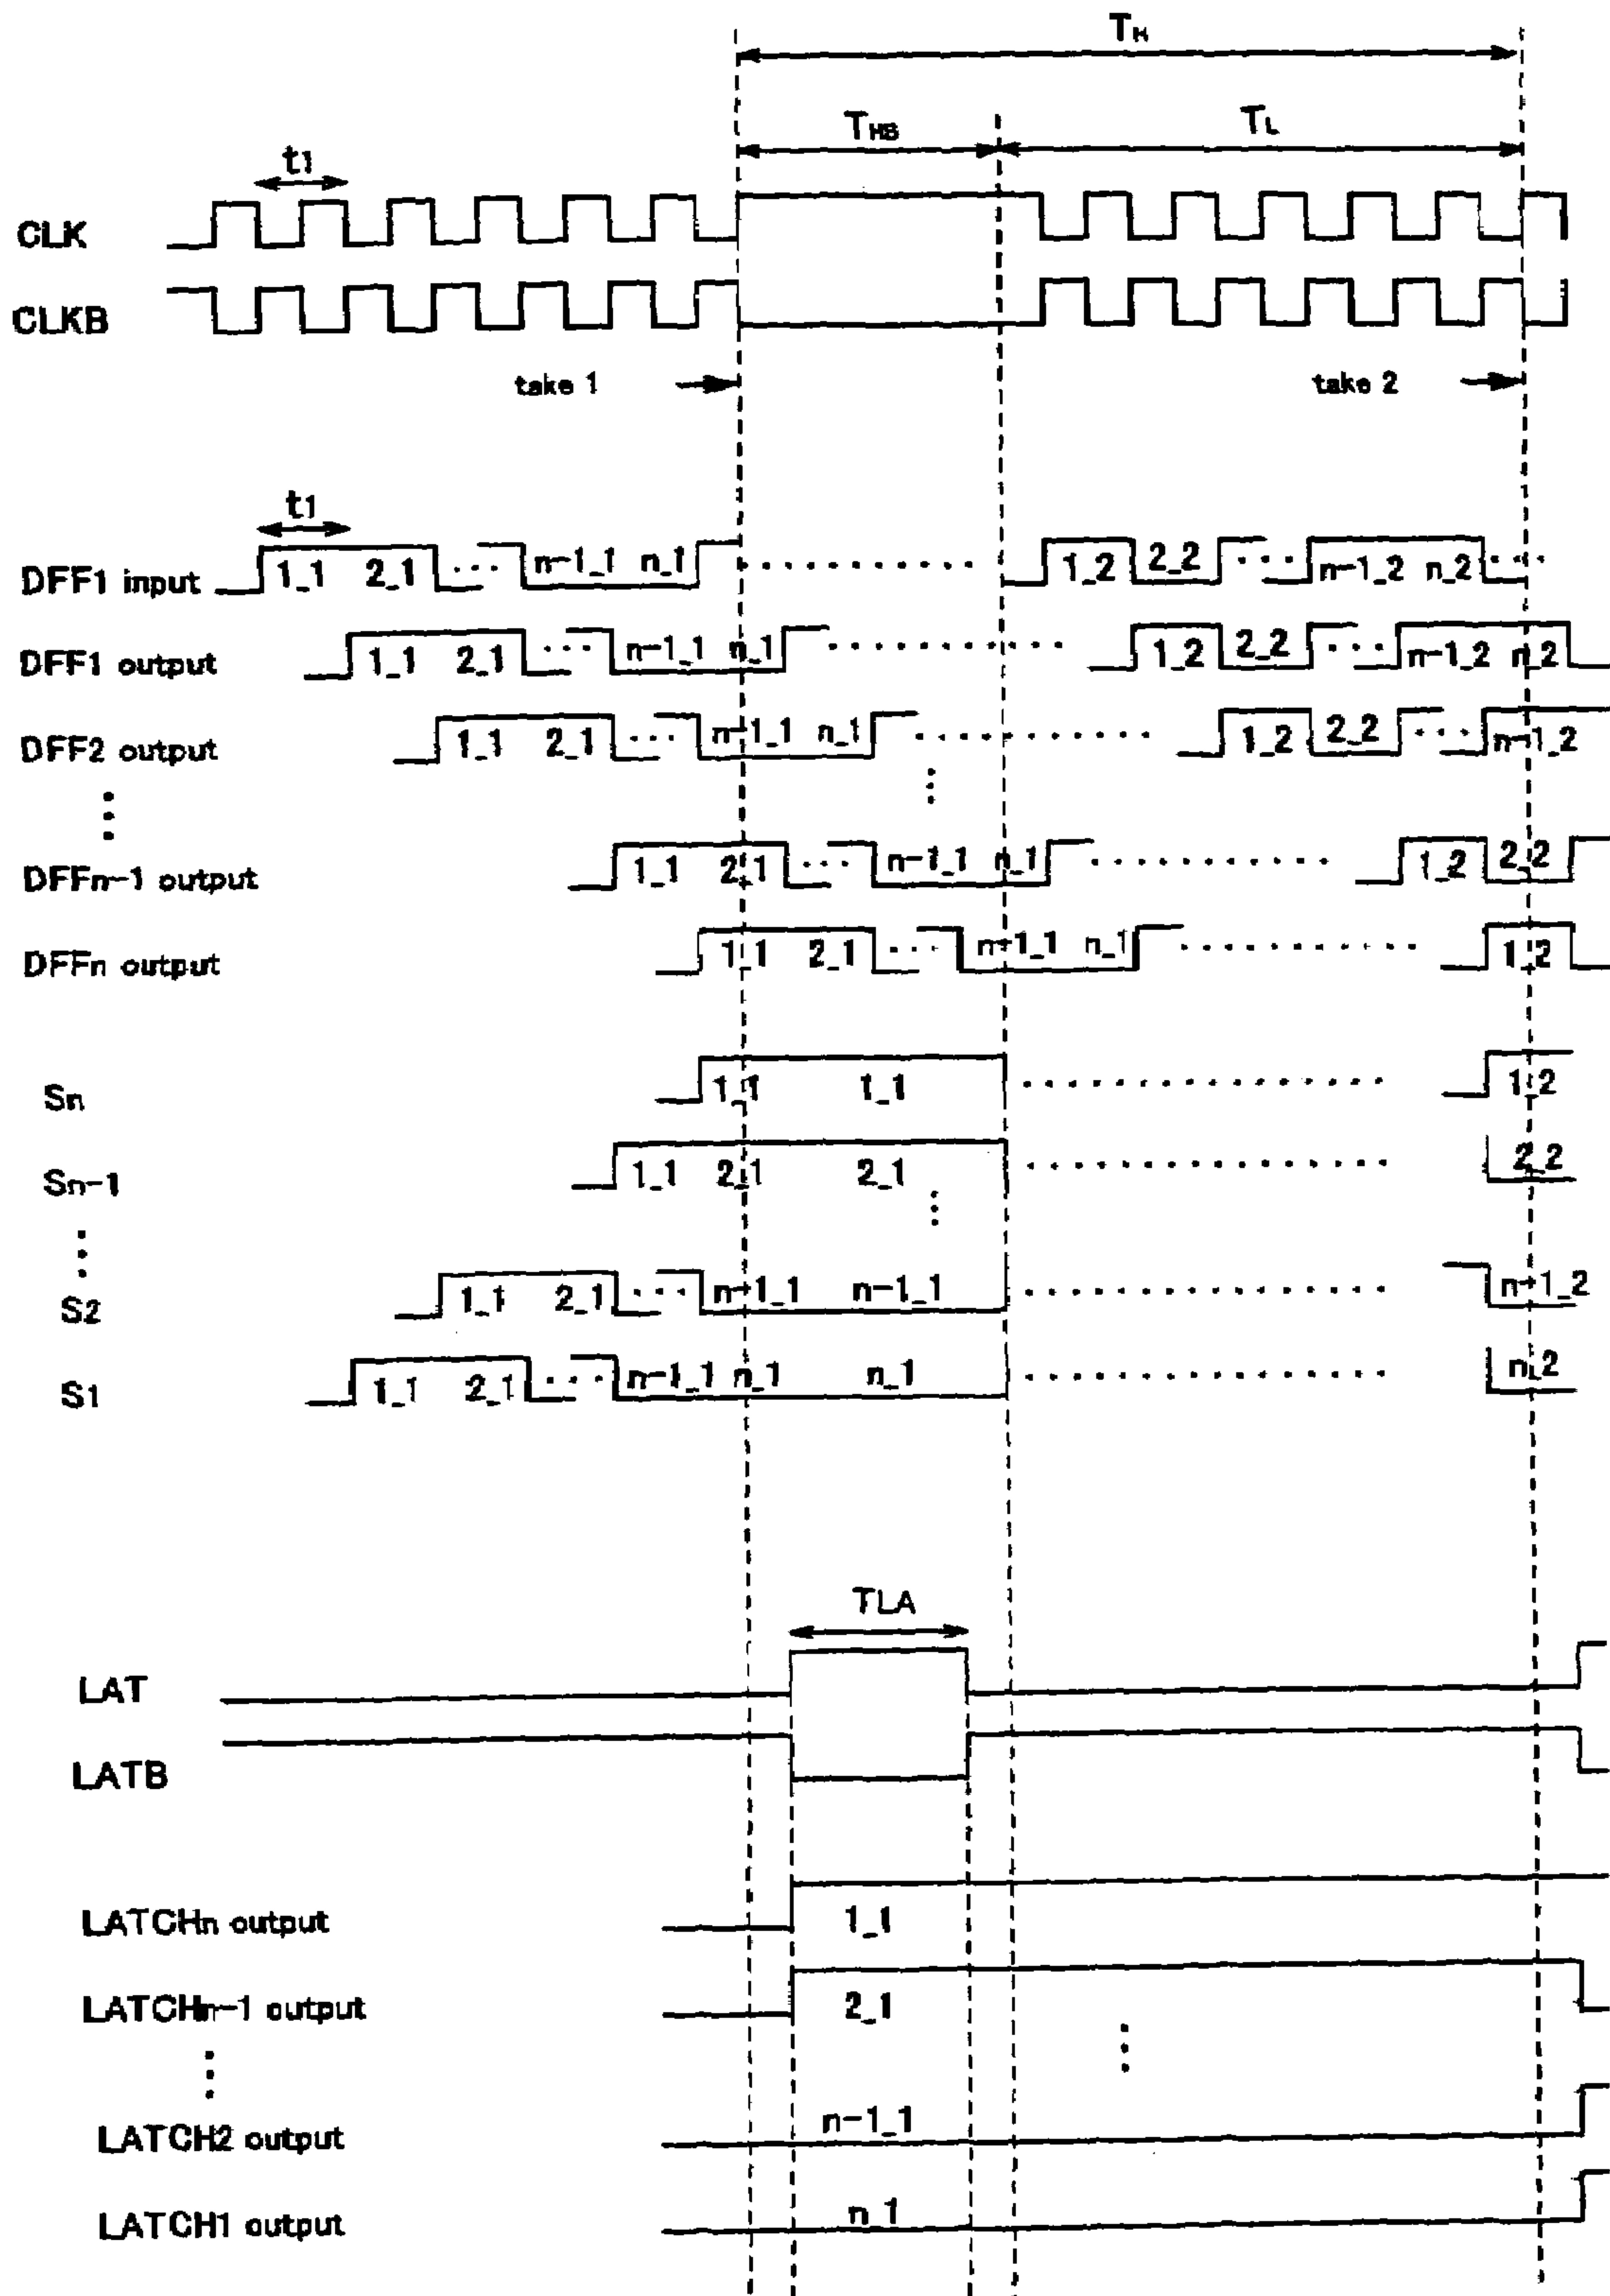 TH
THB TL
t1
CLK
CLKB
take 1 take 2
t1
DFF1 input 1_1 2_1 ··· n-1_1 n_1 ·········· 1_2 2_2 ··· n-1_2 n_2 ···
DFF1 output 1_1 2_1 ··· n-1_1 n_1 ·········· 1_2 2_2 ··· n-1_2 n_2
DFF2 output 1_1 2_1 ··· n-1_1 n_1 ·········· 1_2 2_2 ··· n-1_2
⋮ ⋮
DFFn-1 output 1_1 2_1 ··· n-1_1 n_1 ·········· 1_2 2_2
DFFn output 1_1 2_1 ··· n-1_1 n_1 ·········· 1_2
Sn 1_1 1_1 ·········· 1_2
Sn-1 1_1 2_1 2_1 ·········· 2_2
⋮ ⋮
S2 1_1 2_1 ··· n-1_1 n-1_1 ·········· n-1_2
S1 1_1 2_1 ··· n-1_1 n_1 n_1 ·········· n_2
TLA
LAT
LATB
LATCHn output 1_1
LATCHn-1 output 2_1
⋮ ⋮
LATCH2 output n-1_1
LATCH1 output n_1